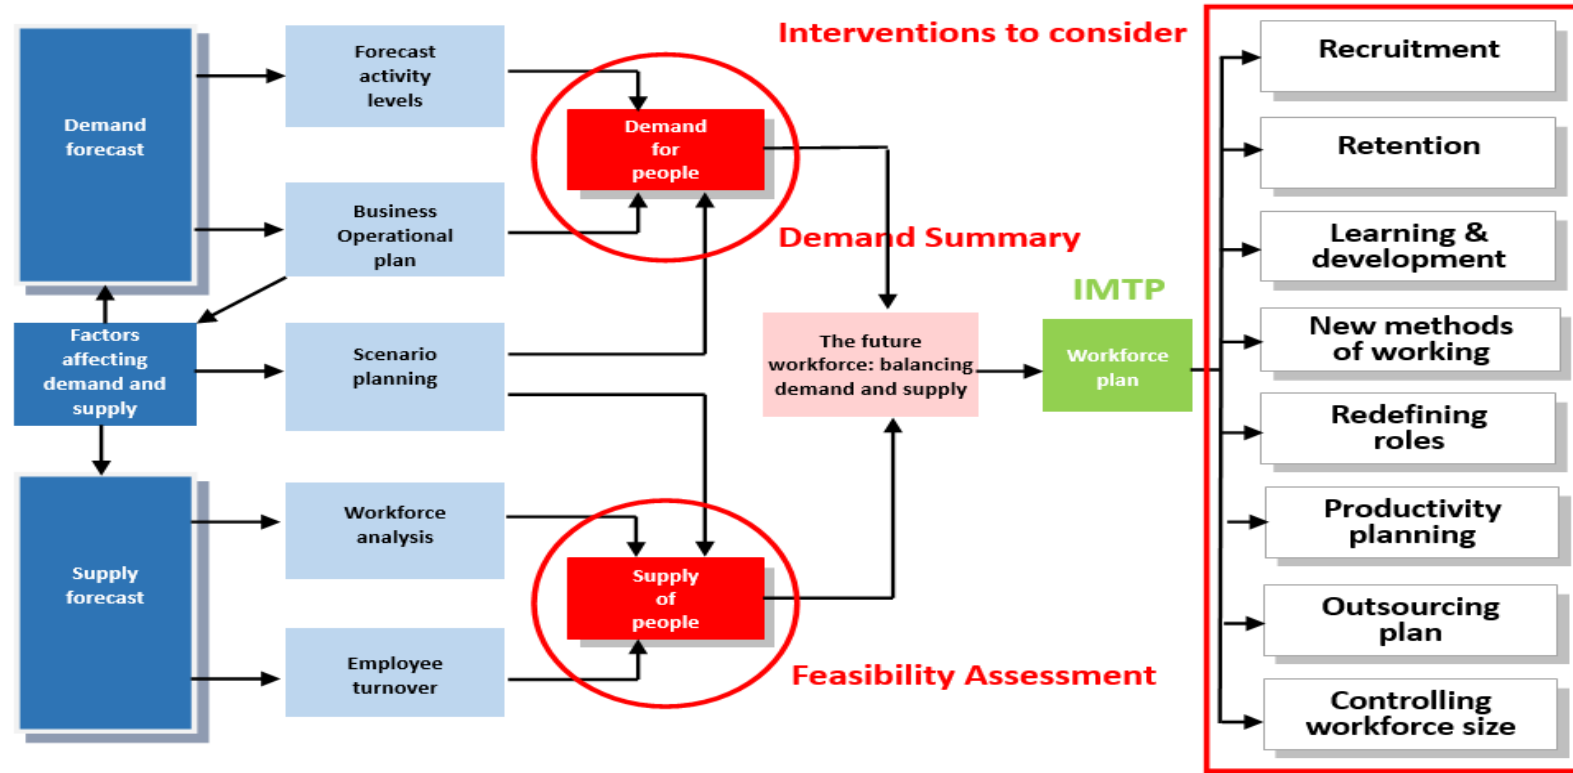 Interventions to consider
Demand
forecast
Forecast
activity
levels
Business
Operational
plan
Demand
for
people
Demand Summary
Factors
affecting
demand and
supply
Scenario
planning
The future
workforce: balancing
demand and supply
IMTP
Workforce
plan
Supply
forecast
Workforce
analysis
Employee
turnover
Supply
of
people
Feasibility Assessment
Recruitment
Retention
Learning &
development
New methods
of working
Redefining
roles
Productivity
planning
Outsourcing
plan
Controlling
workforce size